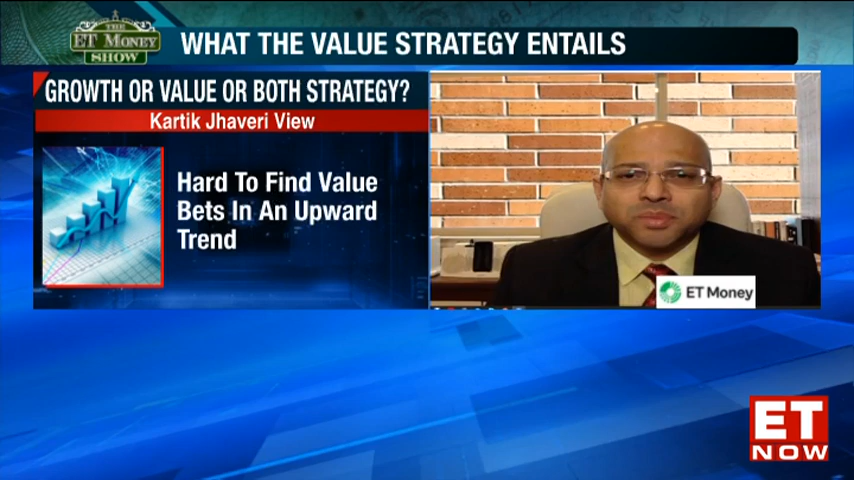 THE
ET MONEY
SHOW
WHAT THE VALUE STRATEGY ENTAILS
GROWTH OR VALUE OR BOTH STRATEGY?
Kartik Jhaveri View
Hard To Find Value
Bets In An Upward
Trend
ET Money
ET
NOW